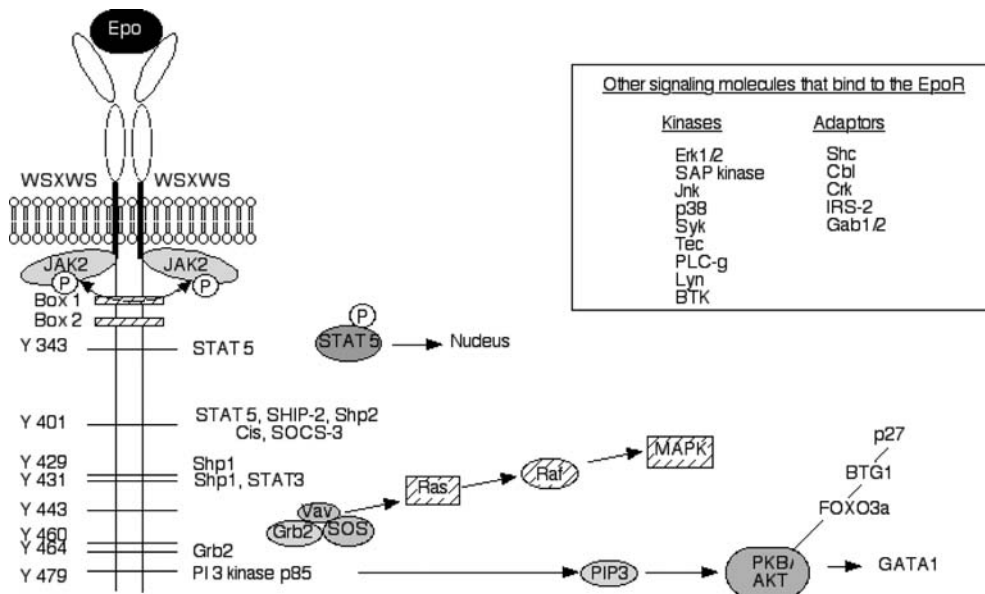 Epo
Other signaling molecules that bind to the EpoR
Kinases Adaptors
Erk1/2 Shc
SAP kinase Cbl
Jnk Crk
p38 IRS-2
Syk Gab1/2
Tec
PLC-g
Lyn
BTK
WSXWS WSXWS
JAK2 JAK2
P P
Box 1
Box 2
P
Y 343 STAT 5 STAT 5 Nucleus
Y 401 STAT 5, SHIP-2, Shp2
Cis, SOCS-3
p27
MAPK
Y 429 Shp1 Raf BTG1
Y 431 Shp1, STAT3 Ras
Y 443 Vav FOXO3a
Grb2 SOS
Y 460
Y 464 Grb2
Y 479 PI 3 kinase p85 PIP3 PKB/ GATA1
AKT